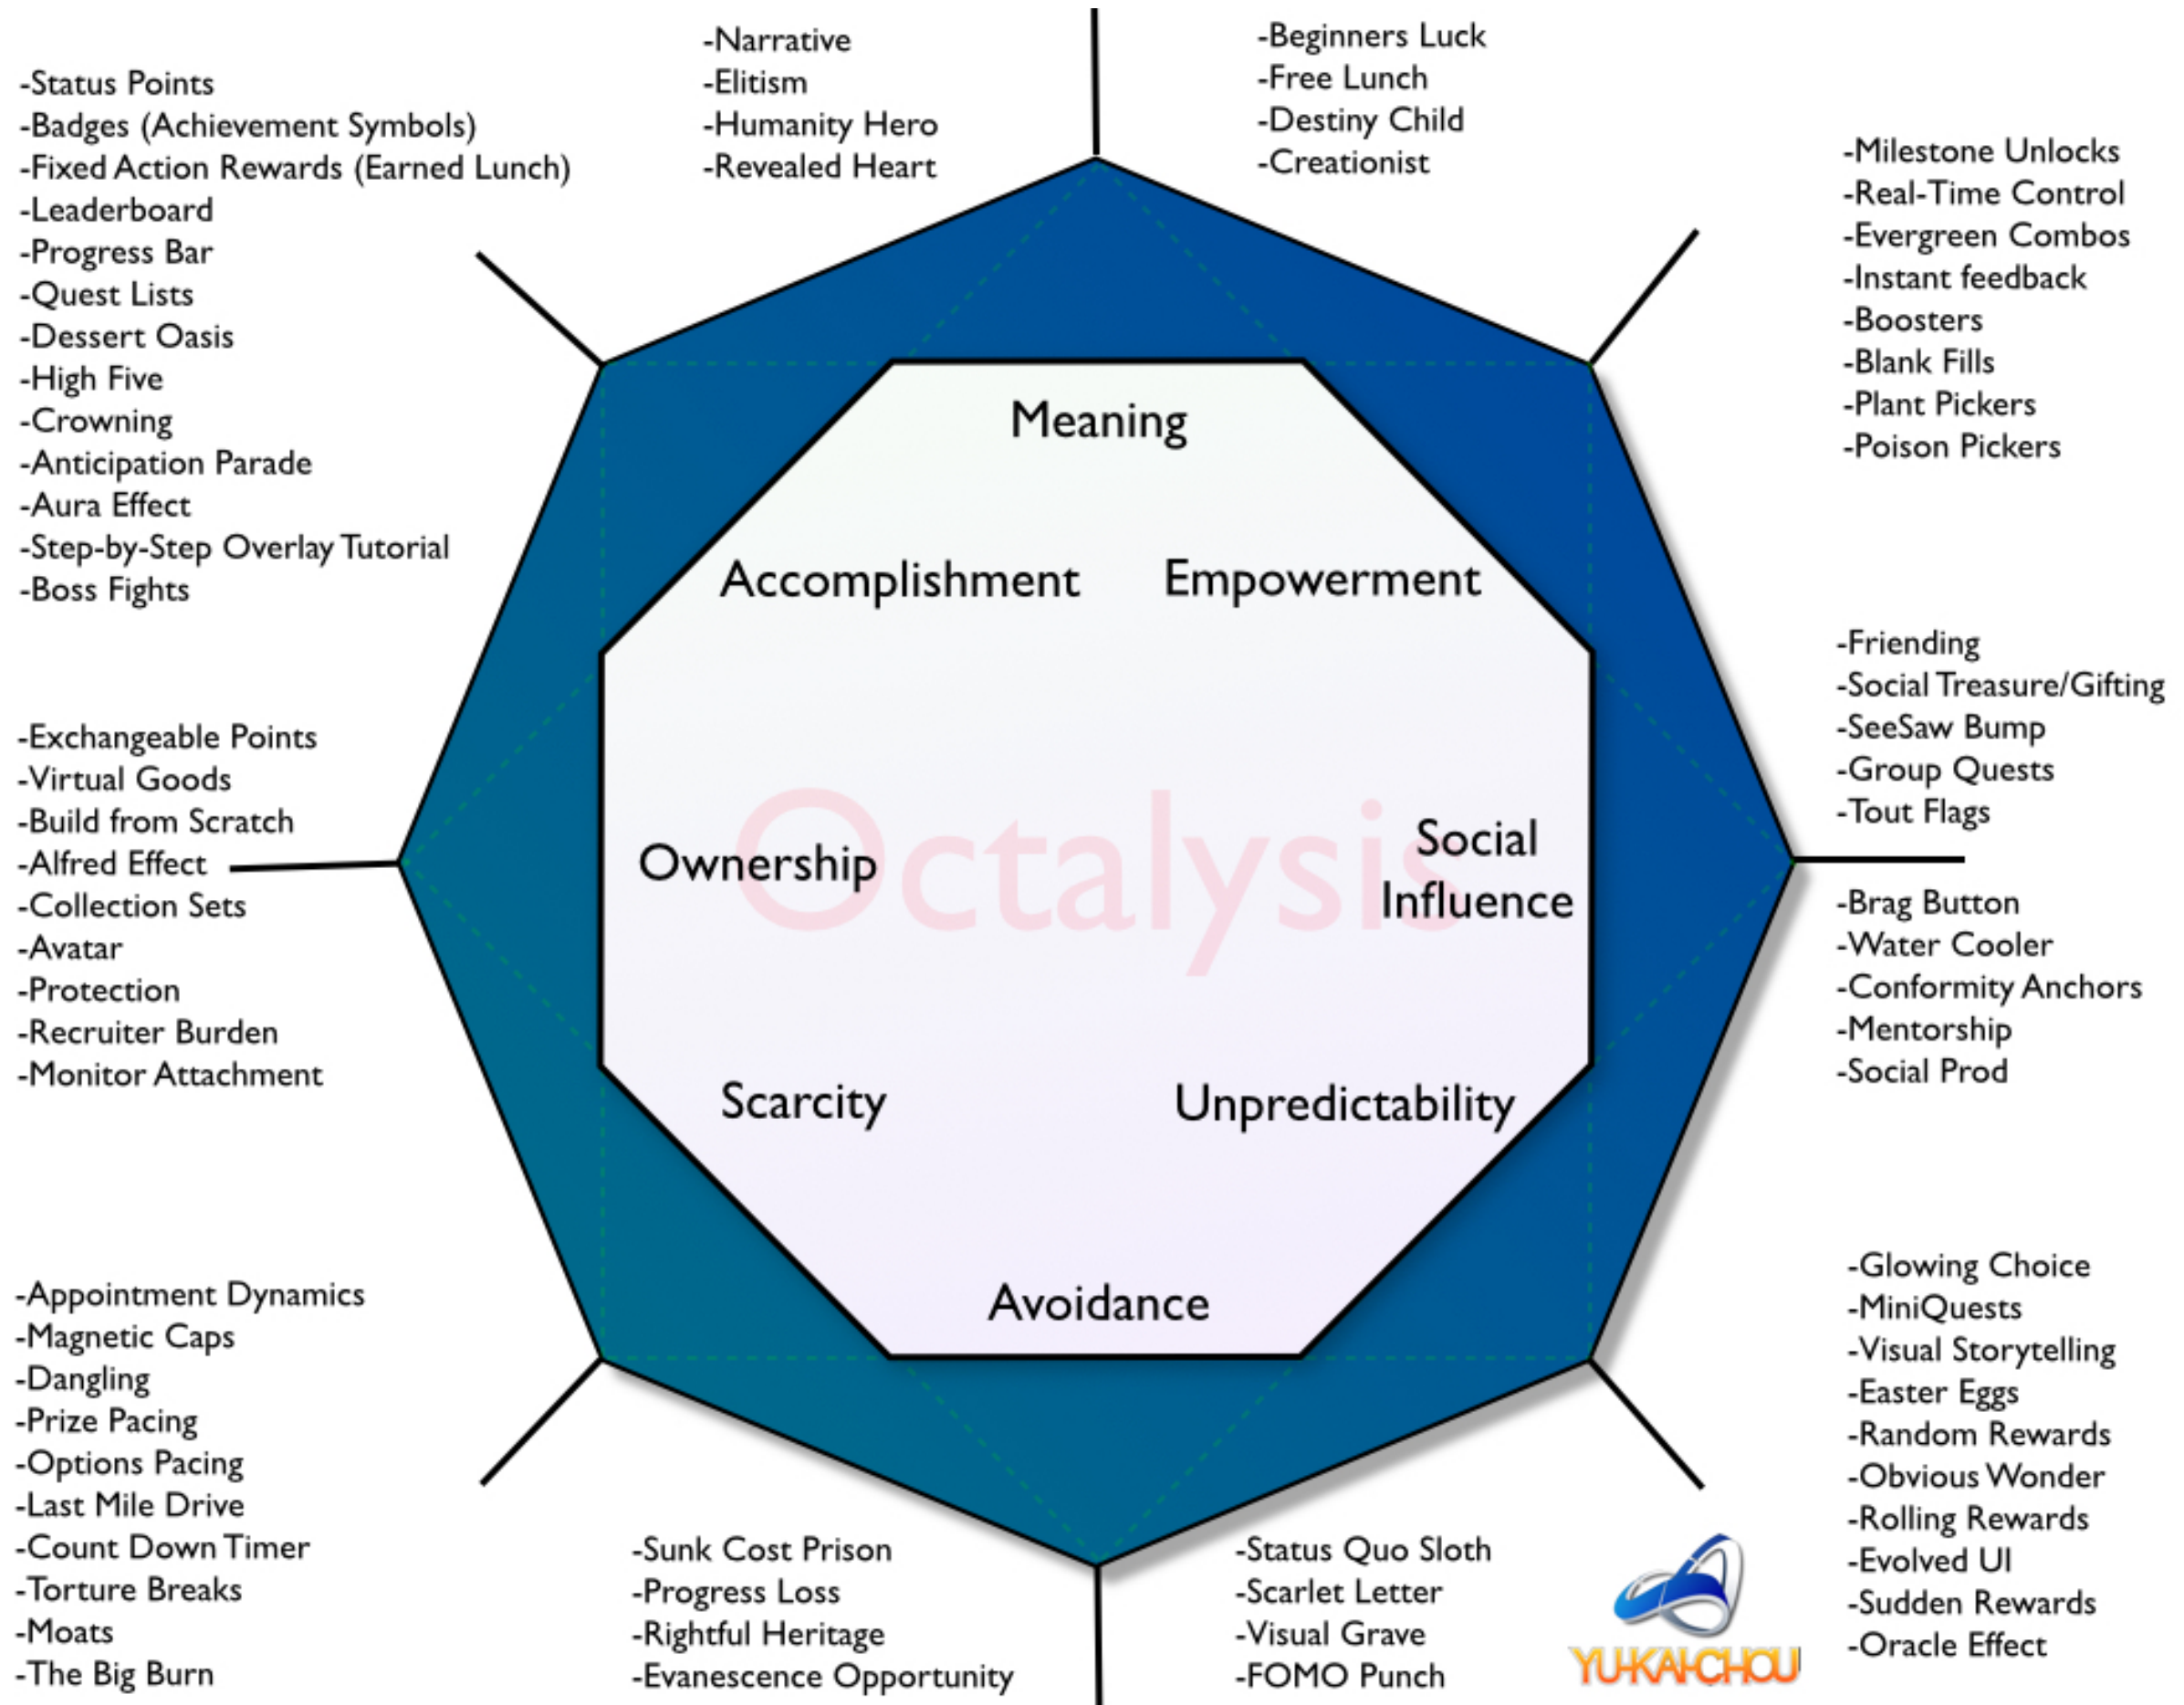 -Narrative
-Elitism
-Humanity Hero
-Revealed Heart
-Beginners Luck
-Free Lunch
-Destiny Child
-Creationist
-Status Points
-Badges (Achievement Symbols)
-Fixed Action Rewards (Earned Lunch)
-Leaderboard
-Progress Bar
-Quest Lists
-Dessert Oasis
-High Five
-Crowning
-Anticipation Parade
-Aura Effect
-Step-by-Step Overlay Tutorial
-Boss Fights
-Milestone Unlocks
-Real-Time Control
-Evergreen Combos
-Instant feedback
-Boosters
-Blank Fills
-Plant Pickers
-Poison Pickers
Meaning
Accomplishment
Empowerment
Ownership
Octalysis
Social
Influence
Scarcity
Unpredictability
Avoidance
-Exchangeable Points
-Virtual Goods
-Build from Scratch
-Alfred Effect
-Collection Sets
-Avatar
-Protection
-Recruiter Burden
-Monitor Attachment
-Friending
-Social Treasure/Gifting
-SeeSaw Bump
-Group Quests
-Tout Flags
-Brag Button
-Water Cooler
-Conformity Anchors
-Mentorship
-Social Prod
-Appointment Dynamics
-Magnetic Caps
-Dangling
-Prize Pacing
-Options Pacing
-Last Mile Drive
-Count Down Timer
-Torture Breaks
-Moats
-The Big Burn
-Sunk Cost Prison
-Progress Loss
-Rightful Heritage
-Evanescence Opportunity
-Status Quo Sloth
-Scarlet Letter
-Visual Grave
-FOMO Punch
-Glowing Choice
-MiniQuests
-Visual Storytelling
-Easter Eggs
-Random Rewards
-Obvious Wonder
-Rolling Rewards
-Evolved UI
-Sudden Rewards
-Oracle Effect
YU-KAI-CHOU